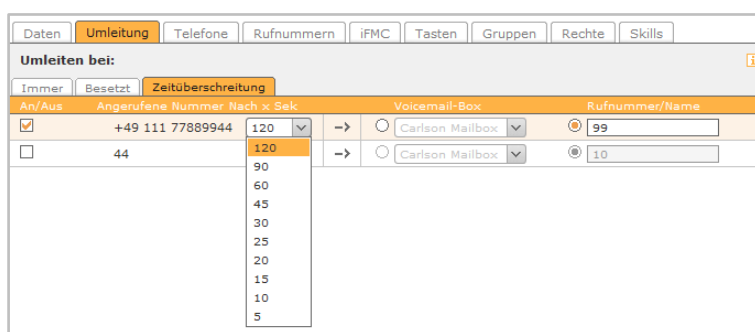 Daten Umleitung Telefone Rufnummern iFMC Tasten Gruppen Rechte Skills
Umleiten bei:
Immer Besetzt Zeitüberschreitung
An/Aus Angerufene Nummer Nach x Sek Voicemail-Box Rufnummer/Name
+49 111 77889944 120 –> Carlson Mailbox 99
44 –> Carlson Mailbox 10
120
90
60
45
30
25
20
15
10
5